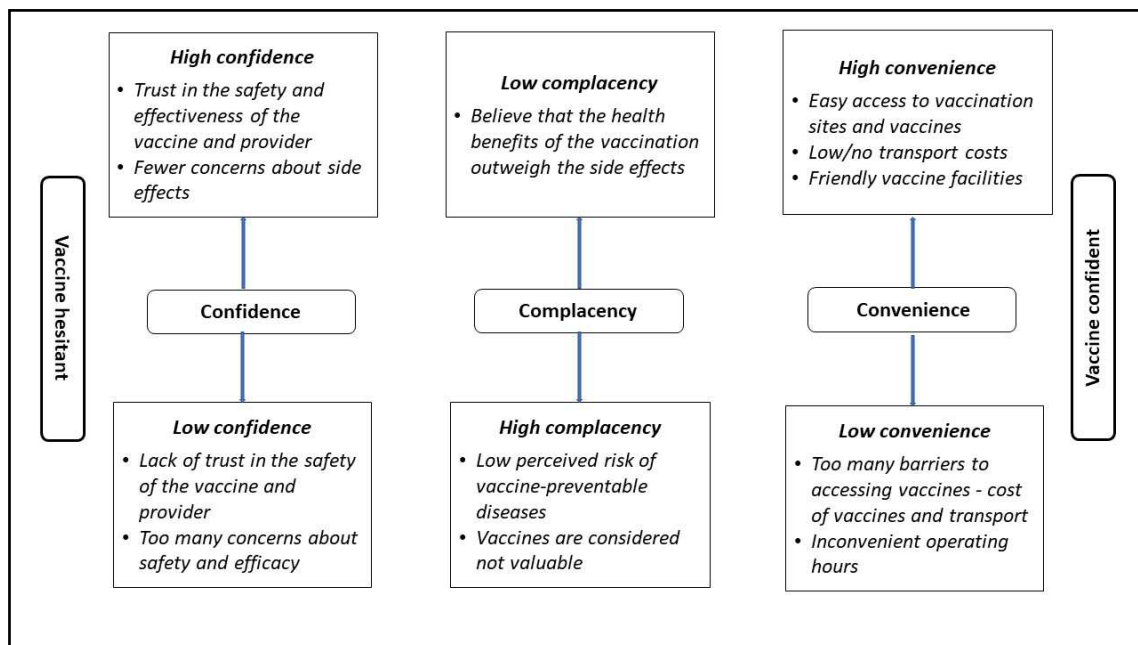 High confidence
• Trust in the safety and
effectiveness of the
vaccine and provider
• Fewer concerns about side
effects
Low complacency
• Believe that the health
benefits of the vaccination
outweigh the side effects
High convenience
• Easy access to vaccination
sites and vaccines
• Low/no transport costs
• Friendly vaccine facilities
Vaccine hesitant
Confidence
Complacency
Convenience
Vaccine confident
Low confidence
• Lack of trust in the safety
of the vaccine and
provider
• Too many concerns about
safety and efficacy
High complacency
• Low perceived risk of
vaccine-preventable
diseases
• Vaccines are considered
not valuable
Low convenience
• Too many barriers to
accessing vaccines - cost
of vaccines and transport
• Inconvenient operating
hours